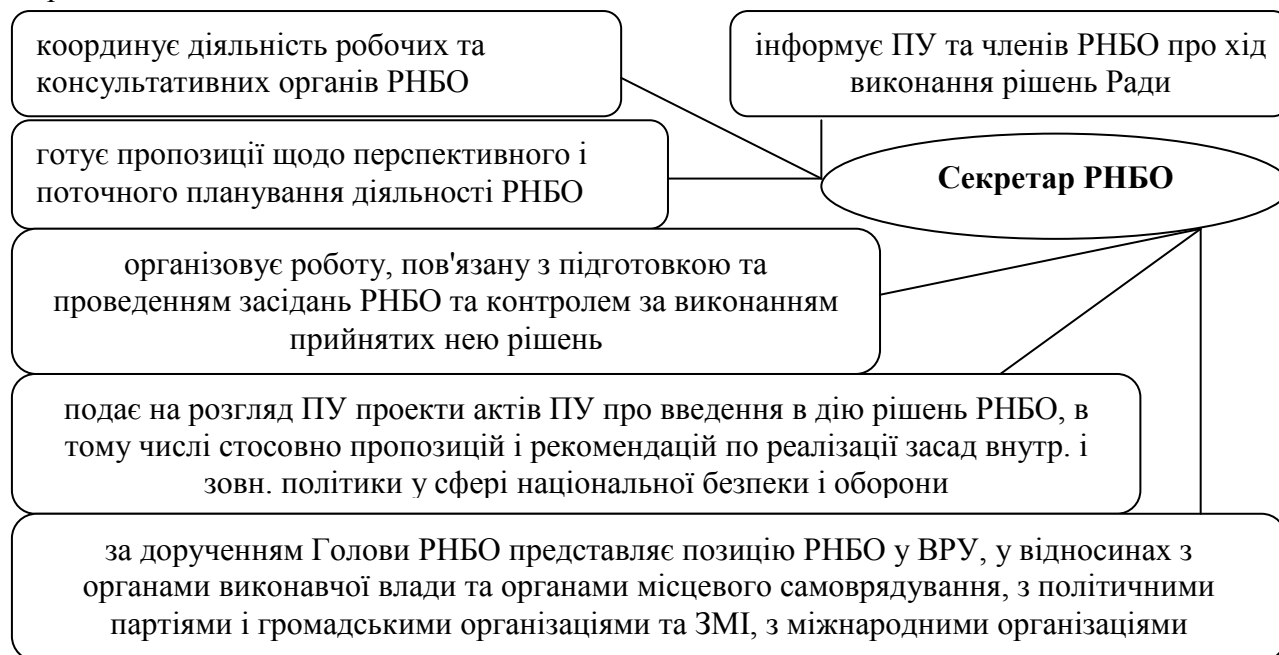 координує діяльність робочих та
консультативних органів РНБО
інформує ПУ та членів РНБО про хід
виконання рішень Ради
готує пропозиції щодо перспективного і
поточного планування діяльності РНБО
Секретар РНБО
організовує роботу, пов'язану з підготовкою та
проведенням засідань РНБО та контролем за виконанням
прийнятих нею рішень
подає на розгляд ПУ проекти актів ПУ про введення в дію рішень РНБО, в
тому числі стосовно пропозицій і рекомендацій по реалізації засад внутр. і
зовн. політики у сфері національної безпеки і оборони
за дорученням Голови РНБО представляє позицію РНБО у ВРУ, у відносинах з
органами виконавчої влади та органами місцевого самоврядування, з політичними
партіями і громадськими організаціями та ЗМІ, з міжнародними організаціями